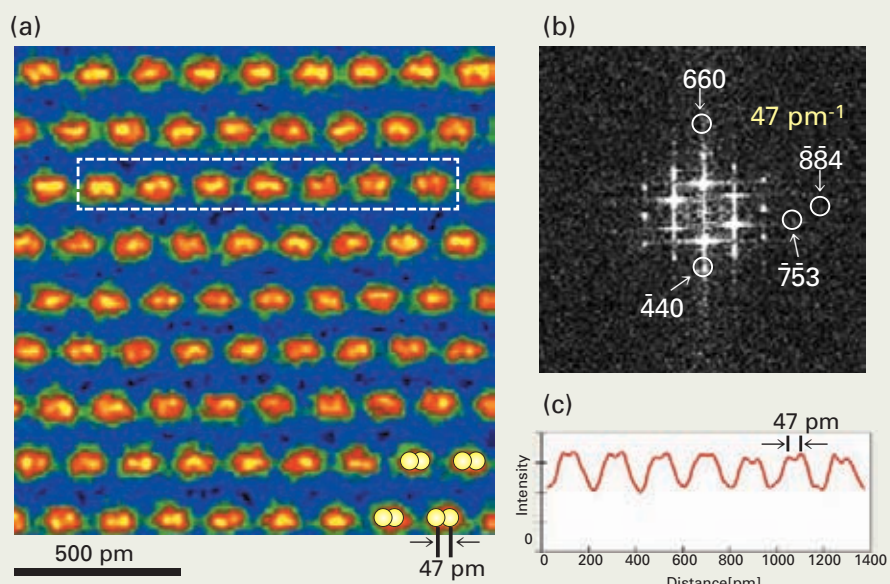 (a)
500 pm
47 pm
(b)
660
47 pm⁻¹
8̄8̄4
7̄5̄3
4̄40
(c)
47 pm
Intensity
0
0 200 400 600 800 1000 1200 1400
Distance[pm]